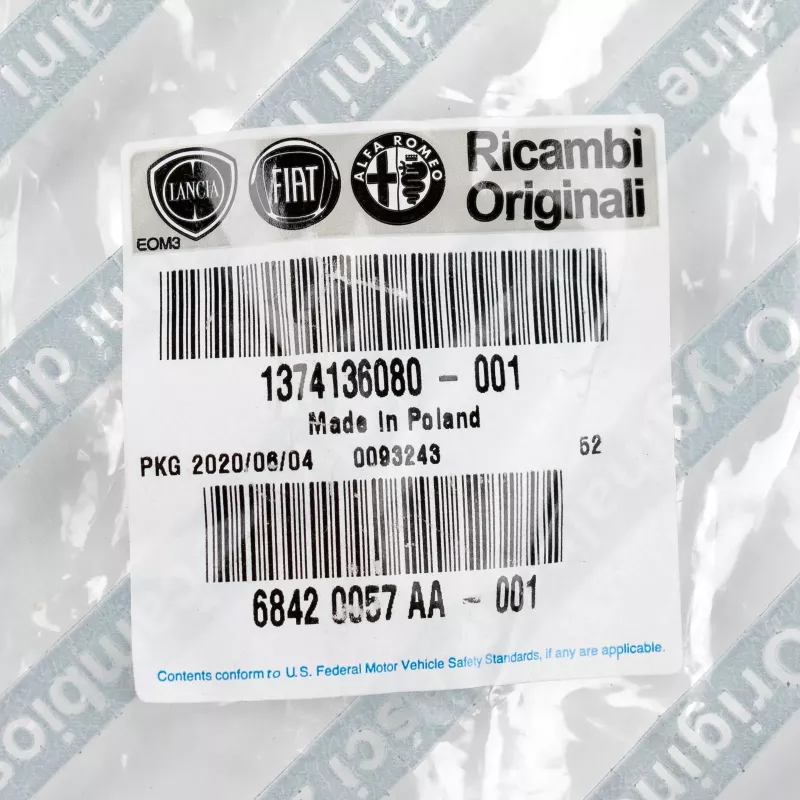 LANCIA
FIAT
ALFA ROMEO
Ricambi
Originali
EOM3
1374136080 - 001
Made In Poland
PKG 2020/06/04 0093243 52
6842 0057 AA - 001
Contents conform to U.S. Federal Motor Vehicle Safety Standards, if any are applicable.